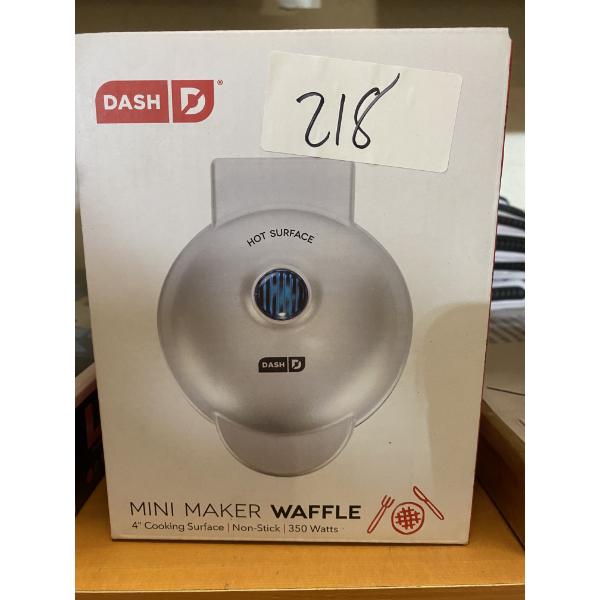 DASH D®
218
HOT SURFACE
DASH D
MINI MAKER WAFFLE
4" Cooking Surface | Non-Stick | 350 Watts